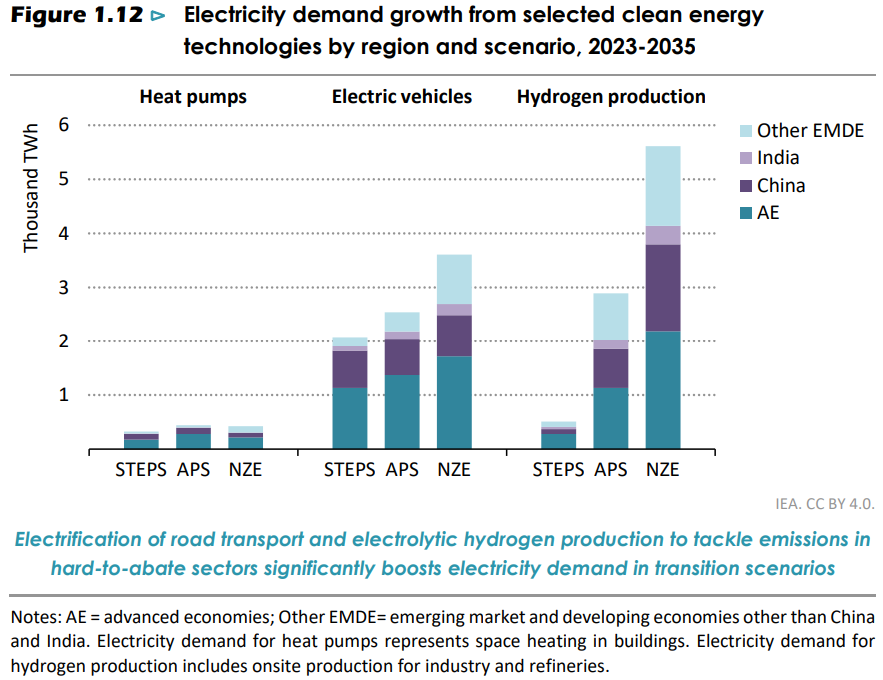 Figure 1.12 ▻ Electricity demand growth from selected clean energy
technologies by region and scenario, 2023-2035
Heat pumps Electric vehicles Hydrogen production
Thousand TWh
6
5
4
3
2
1
Other EMDE
India
China
AE
STEPS APS NZE STEPS APS NZE STEPS APS NZE
IEA. CC BY 4.0.
Electrification of road transport and electrolytic hydrogen production to tackle emissions in
hard-to-abate sectors significantly boosts electricity demand in transition scenarios
Notes: AE = advanced economies; Other EMDE= emerging market and developing economies other than China
and India. Electricity demand for heat pumps represents space heating in buildings. Electricity demand for
hydrogen production includes onsite production for industry and refineries.